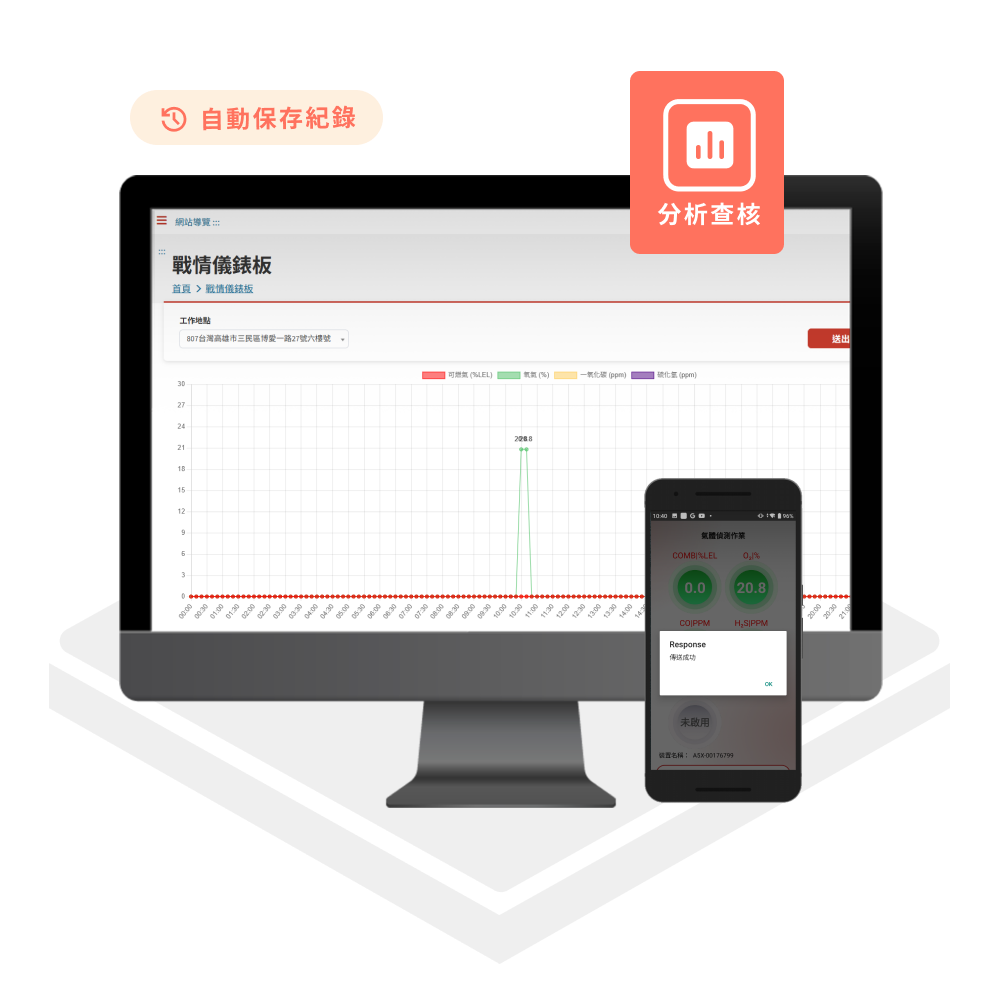 自動保存紀錄
分析查核
網站導覽 :::
:::
戰情儀錶板
首頁 > 戰情儀錶板
工作地點
807台灣高雄市三民區博愛一路27號六樓號
送出
可燃氣 (%LEL) 氧氣 (%) 一氧化碳 (ppm) 硫化氫 (ppm)
30
27
24
21
18
15
12
9
6
3
0
20.8
00:00 00:30 01:00 01:30 02:00 02:30 03:00 03:30 04:00 04:30 05:00 05:30 06:00 06:30 07:00 07:30 08:00 08:30 09:00 09:30 10:00 10:30 11:00 11:30 12:00 12:30 13:00 13:30 14:00 20:00 20:30
10:40 96%
氣體偵測作業
COMB|%LEL O₂|%
0.0 20.8
CO|PPM H₂S|PPM
Response
傳送成功
OK
未啟用
裝置名稱: A5X-00176799